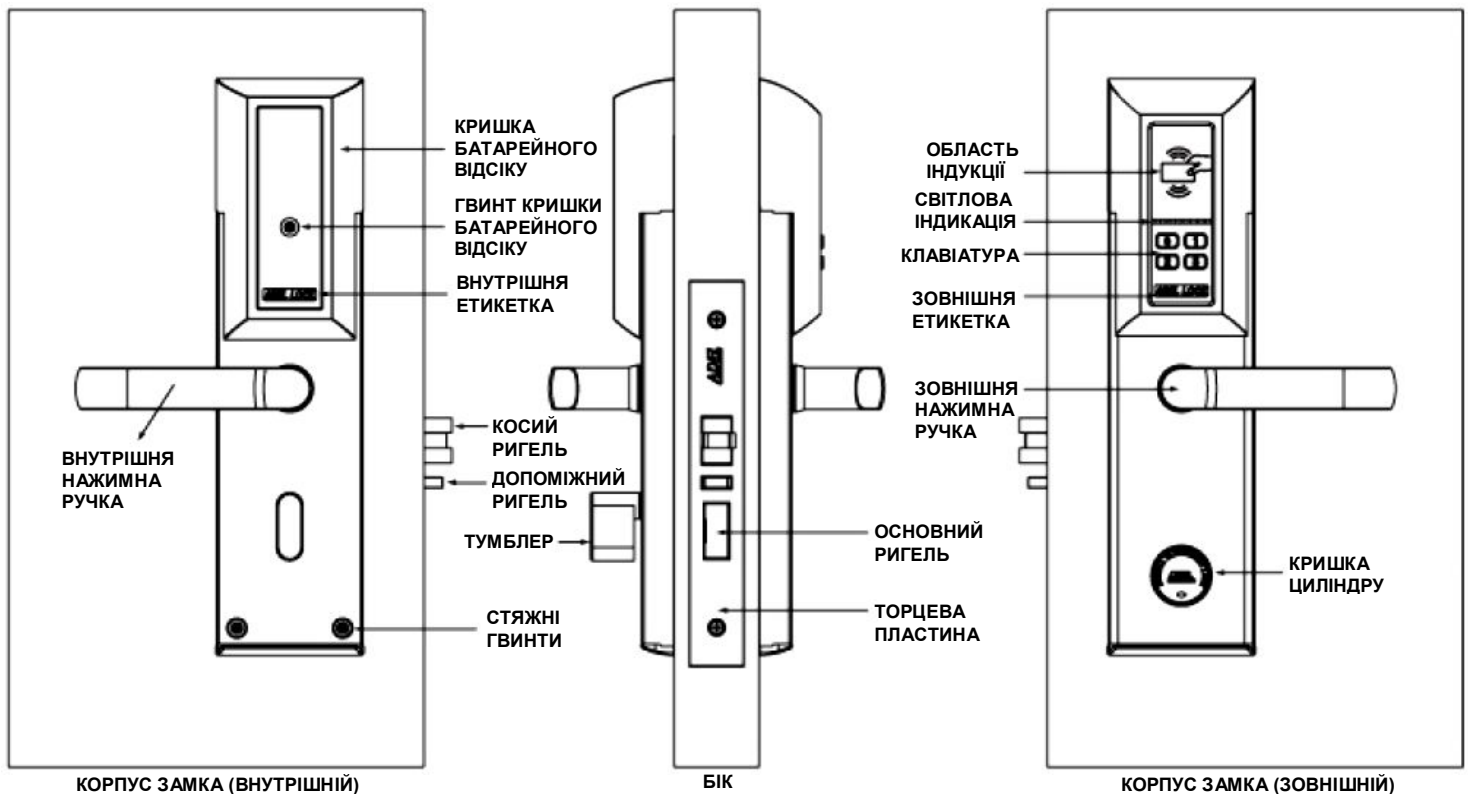 КРИШКА
БАТАРЕЙНОГО
ВІДСІКУ
ГВИНТ КРИШКИ
БАТАРЕЙНОГО
ВІДСІКУ
ВНУТРІШНЯ
ЕТИКЕТКА
ВНУТРІШНЯ
НАЖИМНА
РУЧКА
КОСИЙ
РИГЕЛЬ
ДОПОМІЖНИЙ
РИГЕЛЬ
ТУМБЛЕР
СТЯЖНІ
ГВИНТИ
КОРПУС ЗАМКА (ВНУТРІШНІЙ)
ADEL
ОСНОВНИЙ
РИГЕЛЬ
ТОРЦЕВА
ПЛАСТИНА
БІК
ОБЛАСТЬ
ІНДУКЦІЇ
СВІТЛОВА
ІНДИКАЦІЯ
КЛАВІАТУРА
ЗОВНІШНЯ
ЕТИКЕТКА
ЗОВНІШНЯ
НАЖИМНА
РУЧКА
КРИШКА
ЦИЛІНДРУ
КОРПУС ЗАМКА (ЗОВНІШНІЙ)